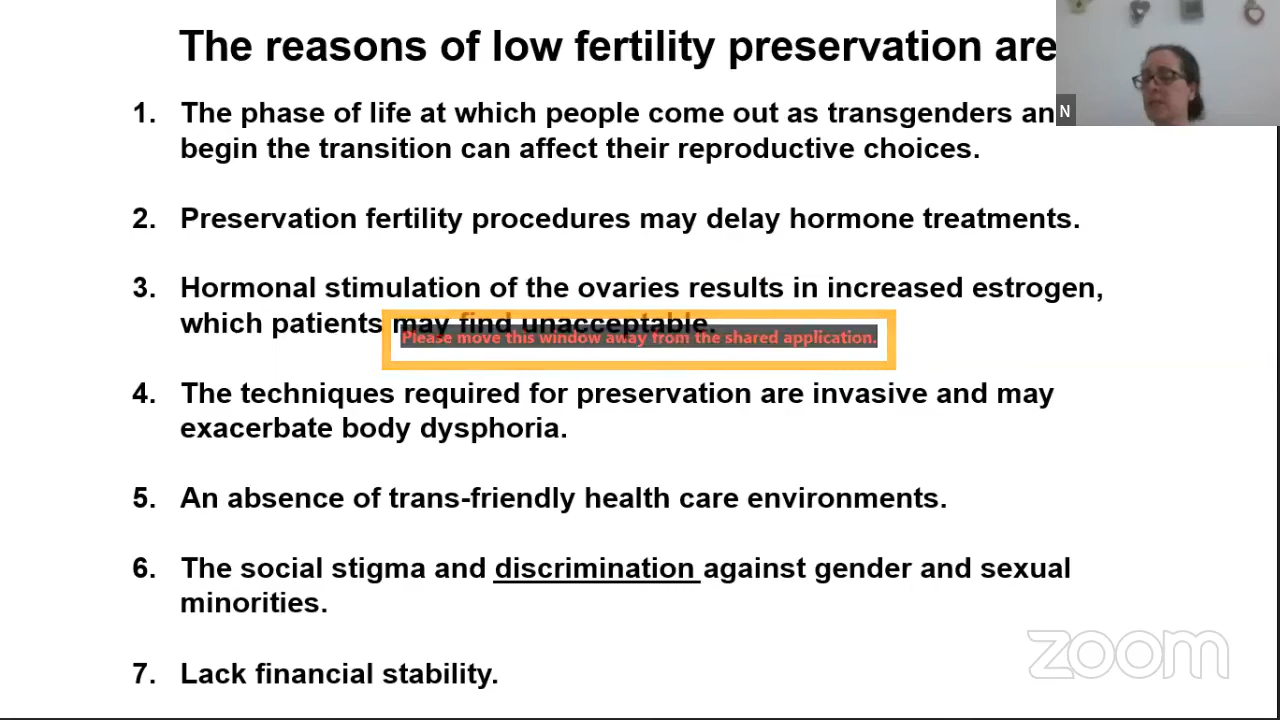 The reasons of low fertility preservation are
1. The phase of life at which people come out as transgenders an
begin the transition can affect their reproductive choices.
2. Preservation fertility procedures may delay hormone treatments.
3. Hormonal stimulation of the ovaries results in increased estrogen,
which patients may find unacceptable.
Please move this window away from the shared application.
4. The techniques required for preservation are invasive and may
exacerbate body dysphoria.
5. An absence of trans-friendly health care environments.
6. The social stigma and discrimination against gender and sexual
minorities.
7. Lack financial stability.
N
zoom